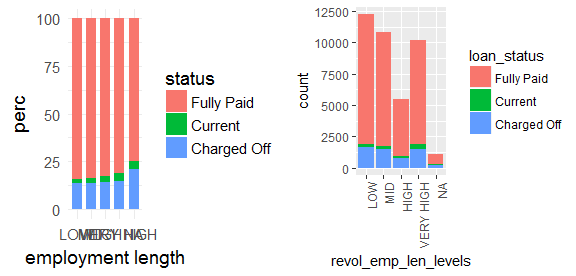 perc
100
75
50
25
0
employment length
status
Fully Paid
Current
Charged Off
count
12500
10000
7500
5000
2500
0
LOW
MID
HIGH
VERY HIGH
NA
revol_emp_len_levels
loan_status
Fully Paid
Current
Charged Off